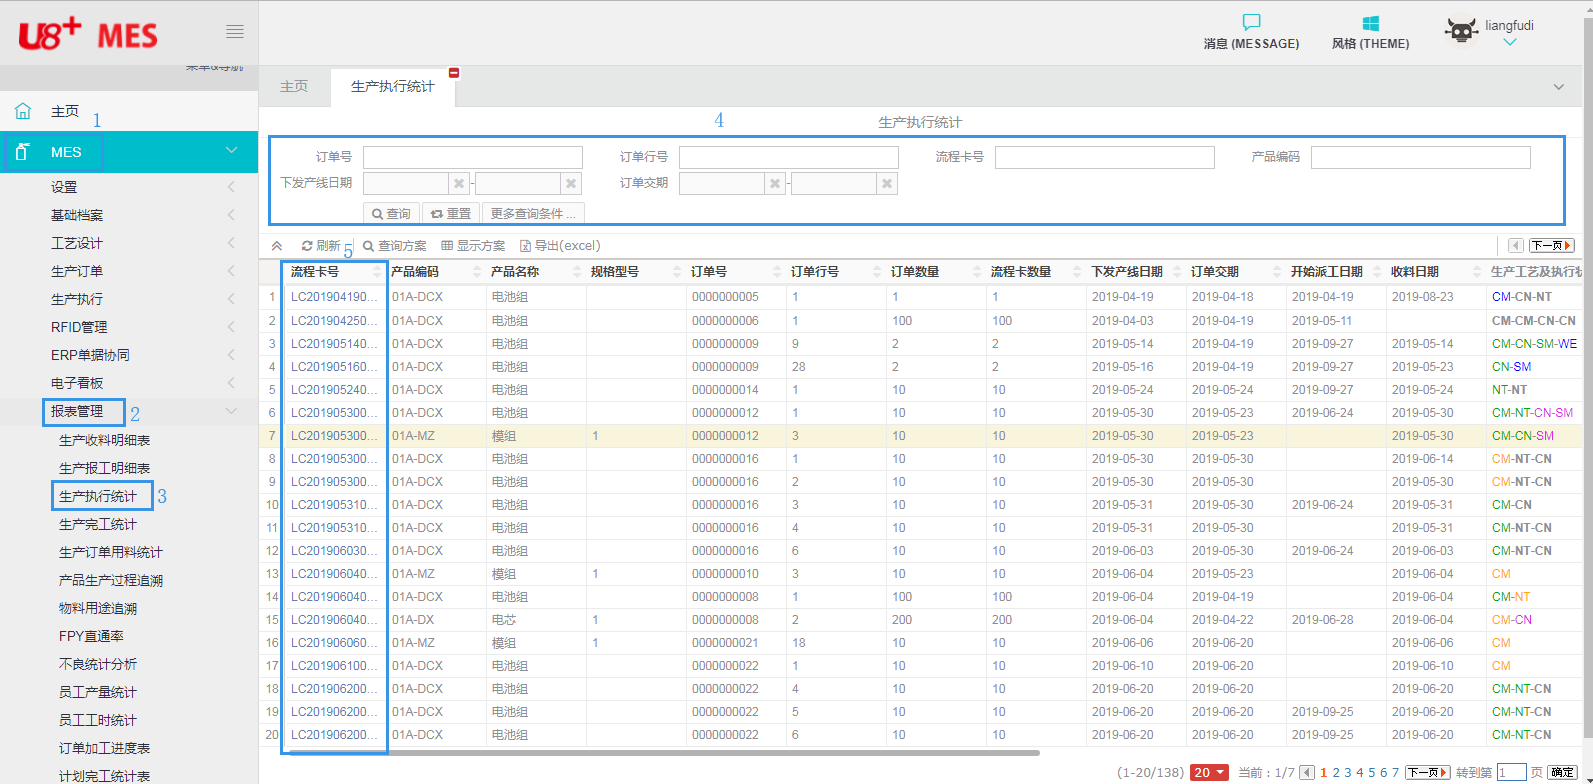 U8+ MES
消息 (MESSAGE)
风格 (THEME)
liangfudi
菜单&导航
主页
1
MES
设置
基础档案
工艺设计
生产订单
生产执行
RFID管理
ERP单据协同
电子看板
报表管理 2
生产收料明细表
生产报工明细表
生产执行统计 3
生产完工统计
生产订单用料统计
产品生产过程追溯
物料用途追溯
FPY直通率
不良统计分析
员工产量统计
员工工时统计
订单加工进度表
计划完工统计表
主页 生产执行统计
4
生产执行统计
订单号 订单行号 流程卡号 产品编码
下发产线日期 - 订单交期 -
查询 重置 更多查询条件 ...
刷新 5 查询方案 显示方案 导出(excel) 下一页
流程卡号 产品编码 产品名称 规格型号 订单号 订单行号 订单数量 流程卡数量 下发产线日期 订单交期 开始派工日期 收料日期 生产工艺及执行状
1 LC201904190... 01A-DCX 电池组 0000000005 1 1 1 2019-04-19 2019-04-18 2019-04-19 2019-08-23 CM-CN-NT
2 LC201904250... 01A-DCX 电池组 0000000006 1 100 100 2019-04-03 2019-04-19 2019-05-11 CM-CM-CN-CN
3 LC201905140... 01A-DCX 电池组 0000000009 9 2 2 2019-05-14 2019-04-19 2019-09-27 2019-05-14 CM-CN-SM-WE
4 LC201905160... 01A-DCX 电池组 0000000009 28 2 2 2019-05-16 2019-04-19 2019-09-27 2019-05-23 CN-SM
5 LC201905240... 01A-DCX 电池组 0000000014 1 10 10 2019-05-24 2019-05-24 2019-09-27 2019-05-24 NT-NT
6 LC201905300... 01A-DCX 电池组 0000000012 1 10 10 2019-05-30 2019-05-23 2019-06-24 2019-05-30 CM-NT-CN-SM
7 LC201905300... 01A-MZ 模组 1 0000000012 3 10 10 2019-05-30 2019-05-23 2019-05-30 CM-CN-SM
8 LC201905300... 01A-DCX 电池组 0000000016 1 10 10 2019-05-30 2019-05-30 2019-06-14 CM-NT-CN
9 LC201905300... 01A-DCX 电池组 0000000016 2 10 10 2019-05-30 2019-05-30 2019-05-30 CM-NT-CN
10 LC201905310... 01A-DCX 电池组 0000000016 3 10 10 2019-05-31 2019-05-30 2019-06-24 2019-05-31 CM-CN
11 LC201905310... 01A-DCX 电池组 0000000016 4 10 10 2019-05-31 2019-05-30 2019-05-31 CM-NT-CN
12 LC201906030... 01A-DCX 电池组 0000000016 6 10 10 2019-06-03 2019-05-30 2019-06-24 2019-06-03 CM-NT-CN
13 LC201906040... 01A-MZ 模组 1 0000000010 3 10 10 2019-06-04 2019-05-23 2019-06-04 CM
14 LC201906040... 01A-DCX 电池组 0000000008 1 100 100 2019-06-04 2019-04-19 2019-06-04 CM-NT
15 LC201906040... 01A-DX 电芯 1 0000000008 2 200 200 2019-06-04 2019-04-22 2019-06-28 2019-06-04 CM-CN
16 LC201906060... 01A-MZ 模组 1 0000000021 18 10 10 2019-06-06 2019-06-20 2019-06-06 CM
17 LC201906100... 01A-DCX 电池组 0000000022 1 10 10 2019-06-10 2019-06-20 2019-06-10 CM
18 LC201906200... 01A-DCX 电池组 0000000022 4 10 10 2019-06-20 2019-06-20 2019-06-20 CM-NT-CN
19 LC201906200... 01A-DCX 电池组 0000000022 5 10 10 2019-06-20 2019-06-20 2019-09-25 2019-06-20 CM-NT-CN
20 LC201906200... 01A-DCX 电池组 0000000022 6 10 10 2019-06-20 2019-06-20 2019-09-25 2019-06-20 CM-NT-CN
(1-20/138) 20 当前：1/7 1 2 3 4 5 6 7 下一页 转到第 1 页 确定